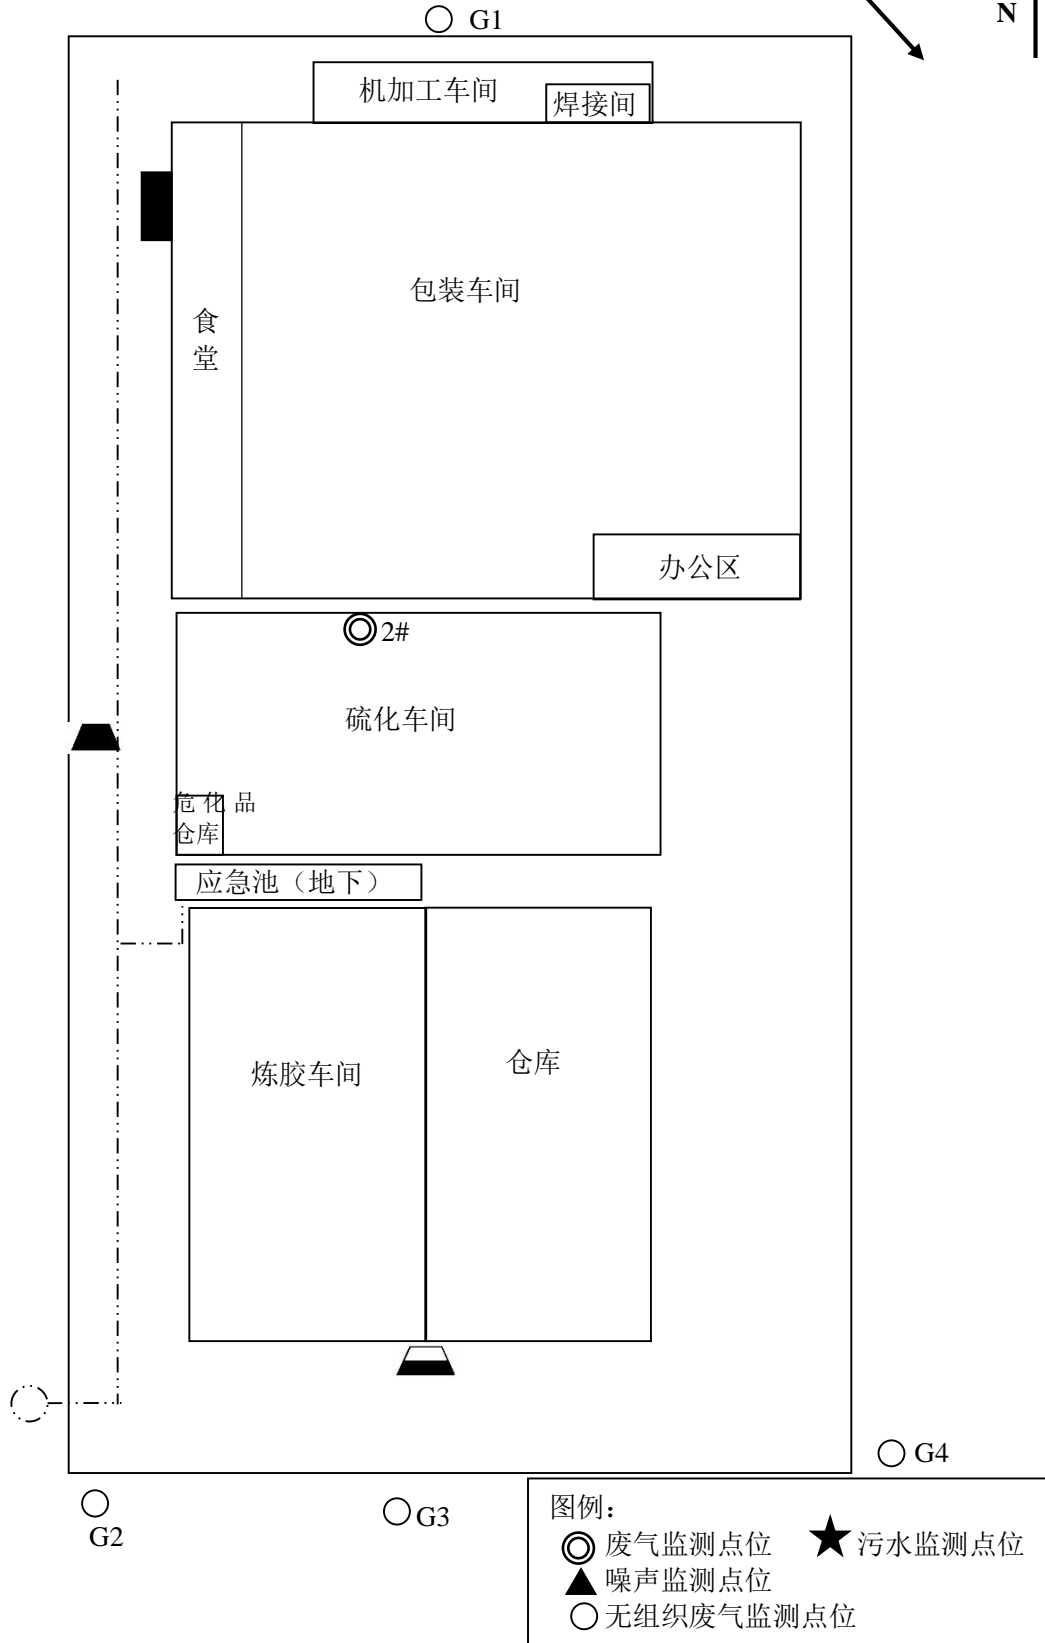 G1
N
机加工车间
焊接间
包装车间
食
堂
办公区
2#
硫化车间
危化品
仓库
应急池（地下）
炼胶车间
仓库
G4
G2
G3
图例：
废气监测点位
污水监测点位
噪声监测点位
无组织废气监测点位